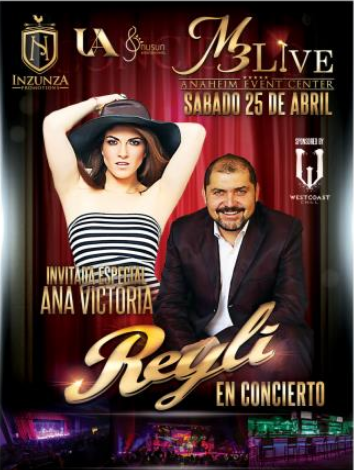 INZUNZA
PROMOTIONS
UA
nusun
M3LIVE
ANAHEIM EVENT CENTER
SABADO 25 DE ABRIL
SPONSORED BY
WESTCOAST
INVITADA ESPECIAL
ANA VICTORIA
Reyli
EN CONCIERTO